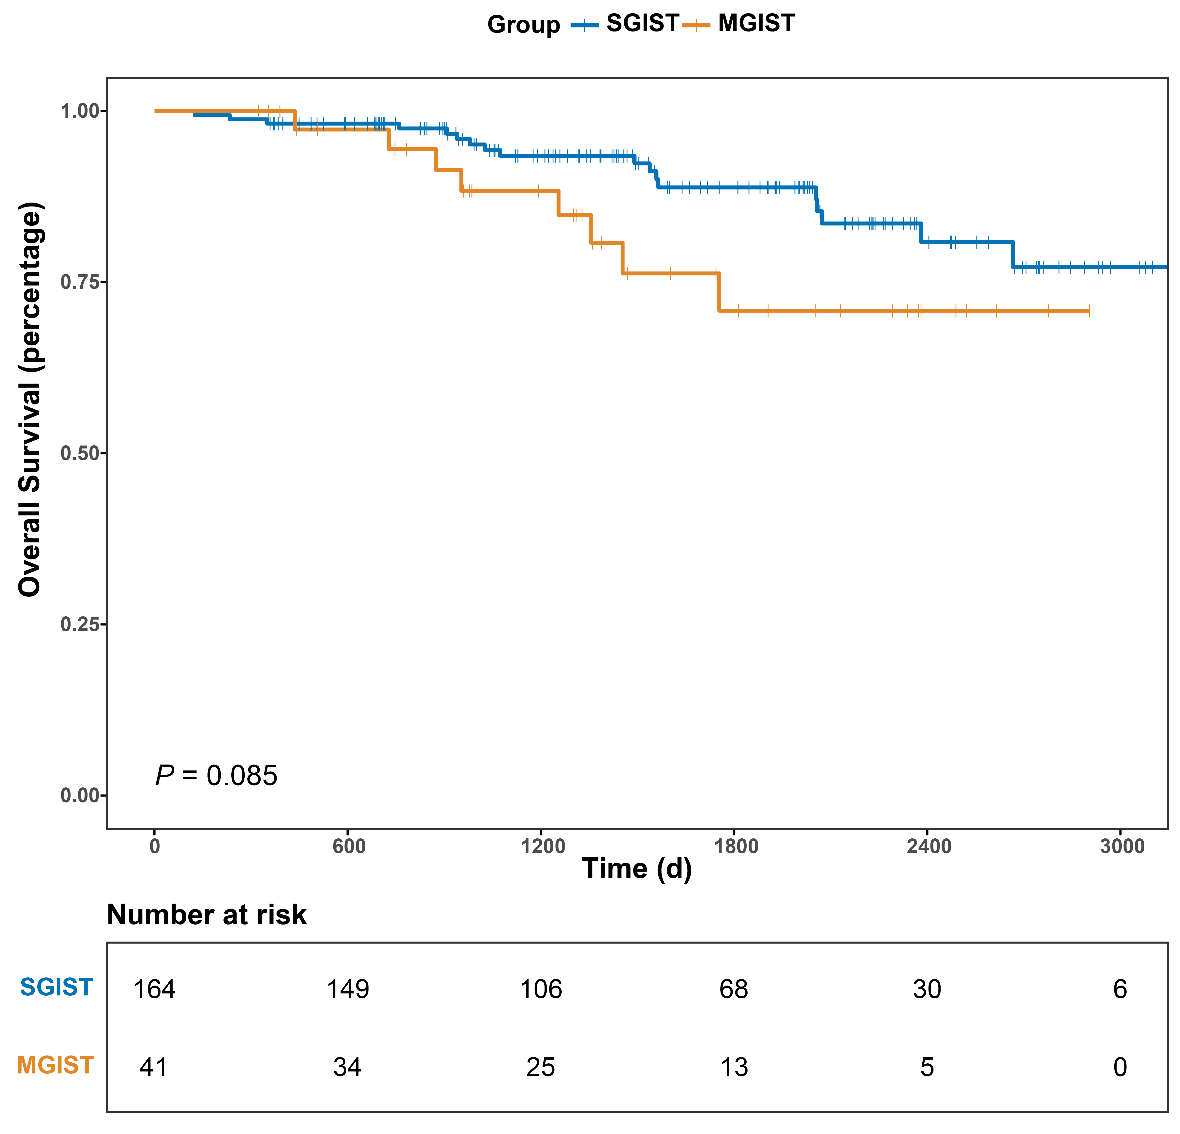 Group SGIST MGIST
Overall Survival (percentage)
1.00
0.75
0.50
0.25
0.00
P = 0.085
0 600 1200 1800 2400 3000
Time (d)
Number at risk
SGIST 164 149 106 68 30 6
MGIST 41 34 25 13 5 0